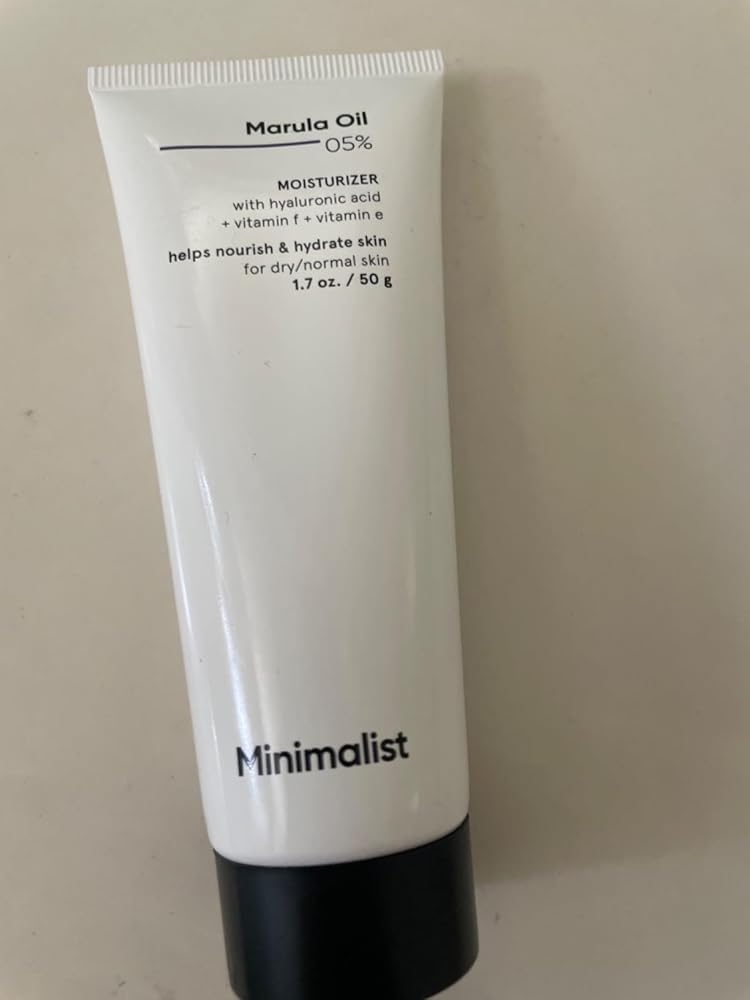 Marula Oil
05%
MOISTURIZER
with hyaluronic acid
+ vitamin f + vitamin e
helps nourish & hydrate skin
for dry/normal skin
1.7 oz. / 50 g
Minimalist